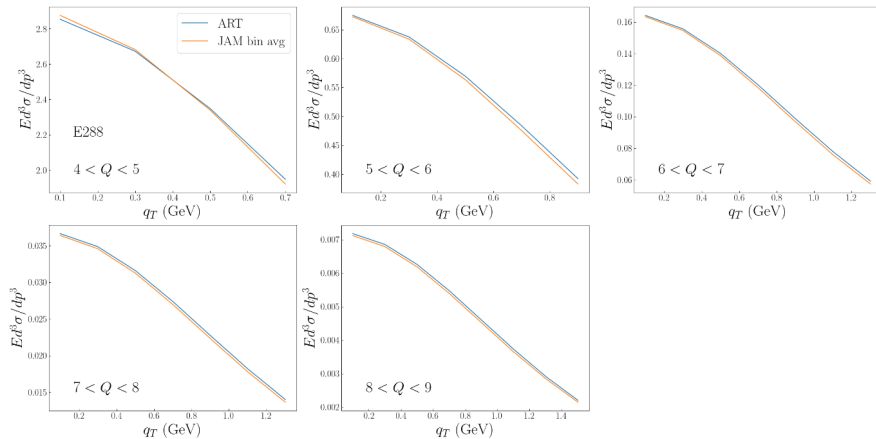 2.8
2.6
2.4
2.2
2.0
Ed³σ/dp³
ART
JAM bin avg
E288
4 < Q < 5
0.1 0.2 0.3 0.4 0.5 0.6 0.7
q_T (GeV)
0.65
0.60
0.55
0.50
0.45
0.40
Ed³σ/dp³
5 < Q < 6
0.2 0.4 0.6 0.8
q_T (GeV)
0.16
0.14
0.12
0.10
0.08
0.06
Ed³σ/dp³
6 < Q < 7
0.2 0.4 0.6 0.8 1.0 1.2
q_T (GeV)
0.035
0.030
0.025
0.020
0.015
Ed³σ/dp³
7 < Q < 8
0.2 0.4 0.6 0.8 1.0 1.2
q_T (GeV)
0.007
0.006
0.005
0.004
0.003
0.002
Ed³σ/dp³
8 < Q < 9
0.2 0.4 0.6 0.8 1.0 1.2 1.4
q_T (GeV)